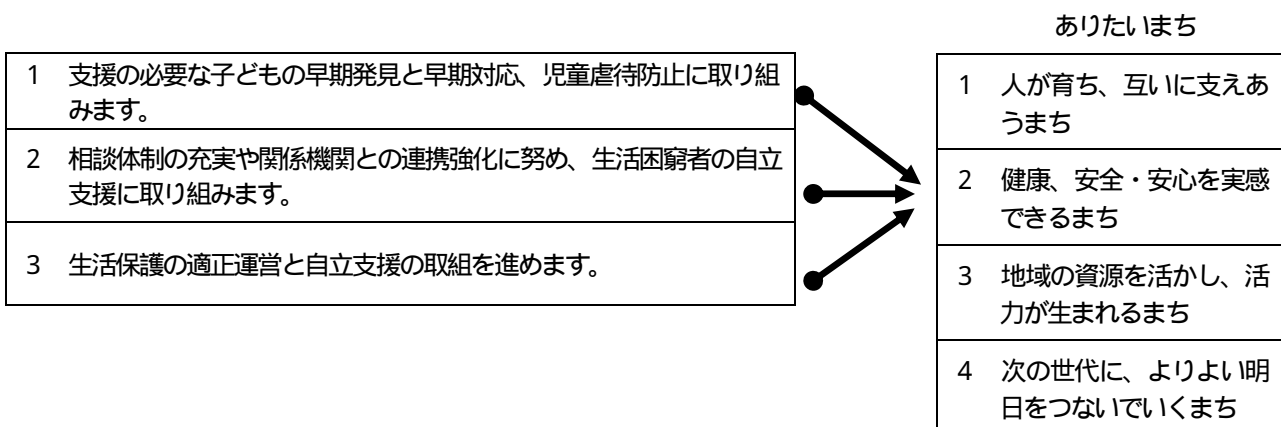 ありたいまち
1 支援の必要な子どもの早期発見と早期対応、児童虐待防止に取り組
みます。
2 相談体制の充実や関係機関との連携強化に努め、生活困窮者の自立
支援に取り組みます。
3 生活保護の適正運営と自立支援の取組を進めます。
1 人が育ち、互いに支えあ
うまち
2 健康、安全・安心を実感
できるまち
3 地域の資源を活かし、活
力が生まれるまち
4 次の世代に、よりよい明
日をつないでいくまち